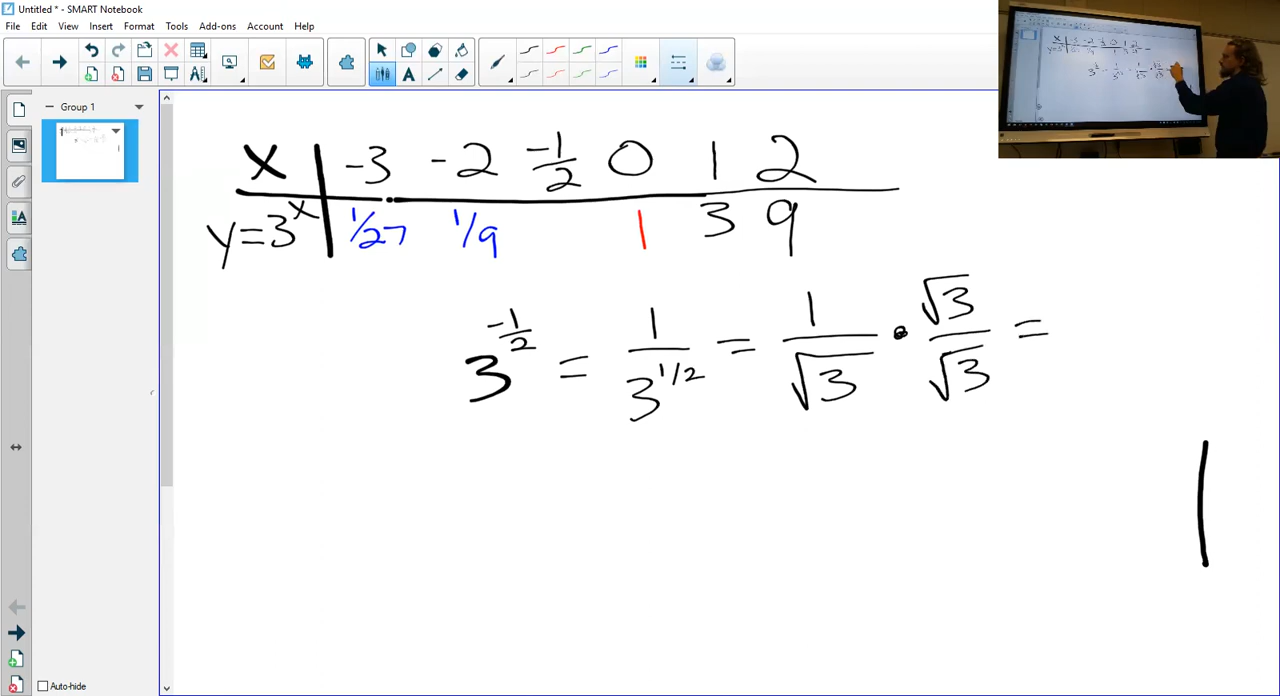 Untitled * - SMART Notebook
File Edit View Insert Format Tools Add-ons Account Help
Group 1
x | -3 -2 -1/2 0 1 2
y=3^x | 1/27 1/9 1 3 9
3^(-1/2) = 1/3^(1/2) = 1/√3 • √3/√3 =
Auto-hide